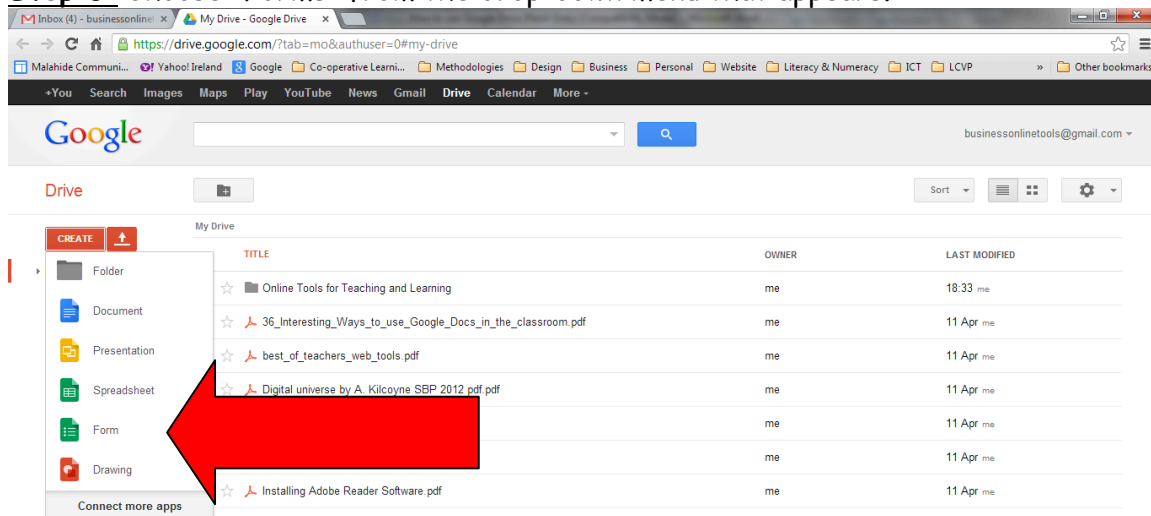 Inbox (4) - businessonlinet
My Drive - Google Drive
https://drive.google.com/?tab=mo&authuser=0#my-drive
Malahide Communi... Yahoo! Ireland Google Co-operative Learni... Methodologies Design Business Personal Website Literacy & Numeracy ICT LCVP » Other bookmarks
+You Search Images Maps Play YouTube News Gmail Drive Calendar More
Google
businessonlinetools@gmail.com
Drive
Sort
My Drive
CREATE
TITLE OWNER LAST MODIFIED
Folder
Online Tools for Teaching and Learning me 18:33 me
Document
36_Interesting_Ways_to_use_Google_Docs_in_the_classroom.pdf me 11 Apr me
Presentation
best_of_teachers_web_tools.pdf me 11 Apr me
Spreadsheet
Digital universe by A. Kilcoyne SBP 2012 pdf.pdf me 11 Apr me
Form
me 11 Apr me
Drawing
me 11 Apr me
Installing Adobe Reader Software.pdf me 11 Apr me
Connect more apps